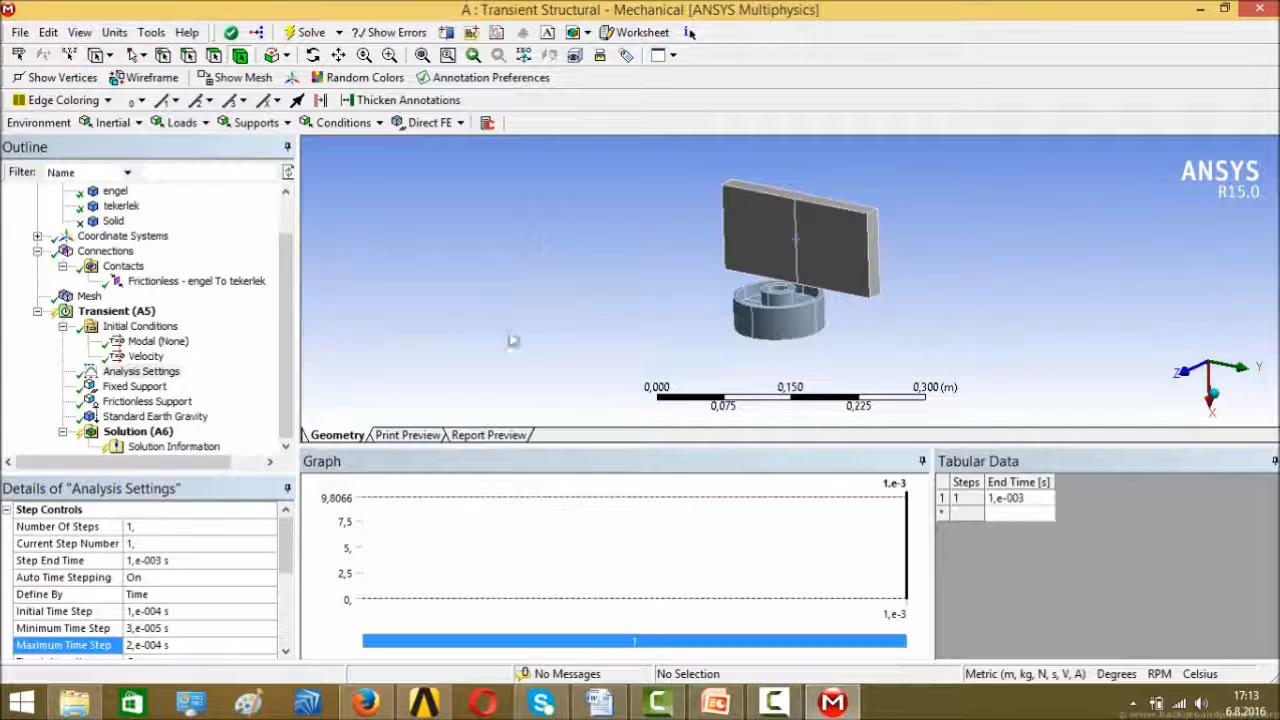 A : Transient Structural - Mechanical [ANSYS Multiphysics]
File Edit View Units Tools Help Solve ?/ Show Errors Worksheet
Show Vertices Wireframe Show Mesh Random Colors Annotation Preferences
Edge Coloring Thicken Annotations
Environment Inertial Loads Supports Conditions Direct FE
Outline
Filter: Name
engel
tekerlek
Solid
Coordinate Systems
Connections
Contacts
Frictionless - engel To tekerlek
Mesh
Transient (A5)
Initial Conditions
Modal (None)
Velocity
Analysis Settings
Fixed Support
Frictionless Support
Standard Earth Gravity
Solution (A6)
Solution Information
ANSYS
R15.0
0,000 0,150 0,300 (m)
0,075 0,225
Z Y
X
Geometry Print Preview Report Preview
Details of "Analysis Settings"
Step Controls
Number Of Steps 1,
Current Step Number 1,
Step End Time 1,e-003 s
Auto Time Stepping On
Define By Time
Initial Time Step 1,e-004 s
Minimum Time Step 3,e-005 s
Maximum Time Step 2,e-004 s
Graph
1,e-3
9,8066
7,5
5,
2,5
0,
1,e-3
1
Tabular Data
Steps End Time [s]
1 1 1,e-003
*
No Messages No Selection Metric (m, kg, N, s, V, A) Degrees RPM Celsius
17:13
6.8.2016